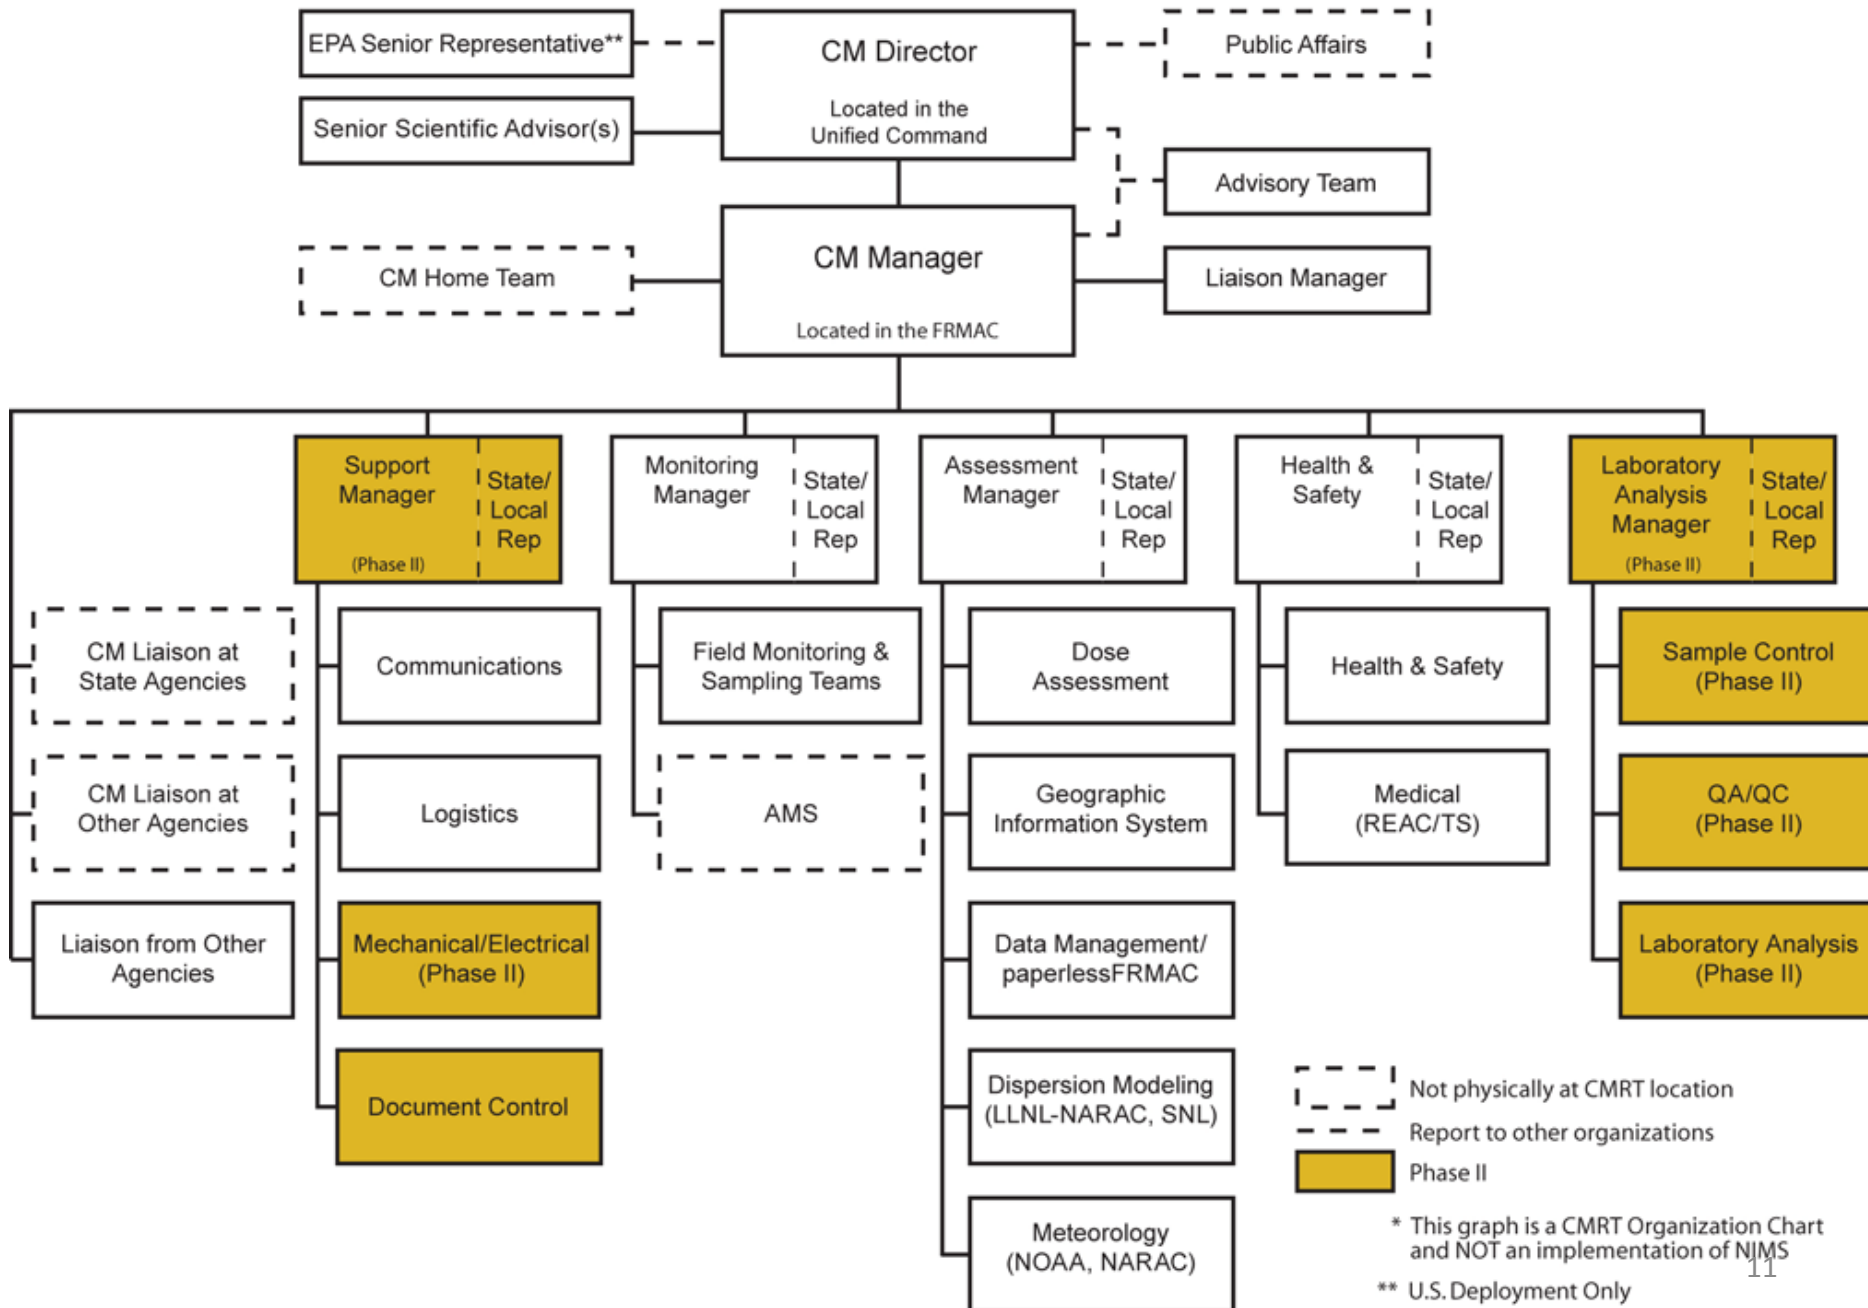 EPA Senior Representative**
CM Director
Located in the
Unified Command
Public Affairs
Senior Scientific Advisor(s)
Advisory Team
CM Home Team
CM Manager
Located in the FRMAC
Liaison Manager
Support
Manager
(Phase II)
State/
Local
Rep
Monitoring
Manager
State/
Local
Rep
Assessment
Manager
State/
Local
Rep
Health &
Safety
State/
Local
Rep
Laboratory
Analysis
Manager
(Phase II)
State/
Local
Rep
CM Liaison at
State Agencies
CM Liaison at
Other Agencies
Liaison from Other
Agencies
Communications
Logistics
Mechanical/Electrical
(Phase II)
Document Control
Field Monitoring &
Sampling Teams
AMS
Dose
Assessment
Geographic
Information System
Data Management/
paperlessFRMAC
Dispersion Modeling
(LLNL-NARAC, SNL)
Meteorology
(NOAA, NARAC)
Health & Safety
Medical
(REAC/TS)
Sample Control
(Phase II)
QA/QC
(Phase II)
Laboratory Analysis
(Phase II)
Not physically at CMRT location
Report to other organizations
Phase II
* This graph is a CMRT Organization Chart
and NOT an implementation of NIMS
** U.S. Deployment Only
11